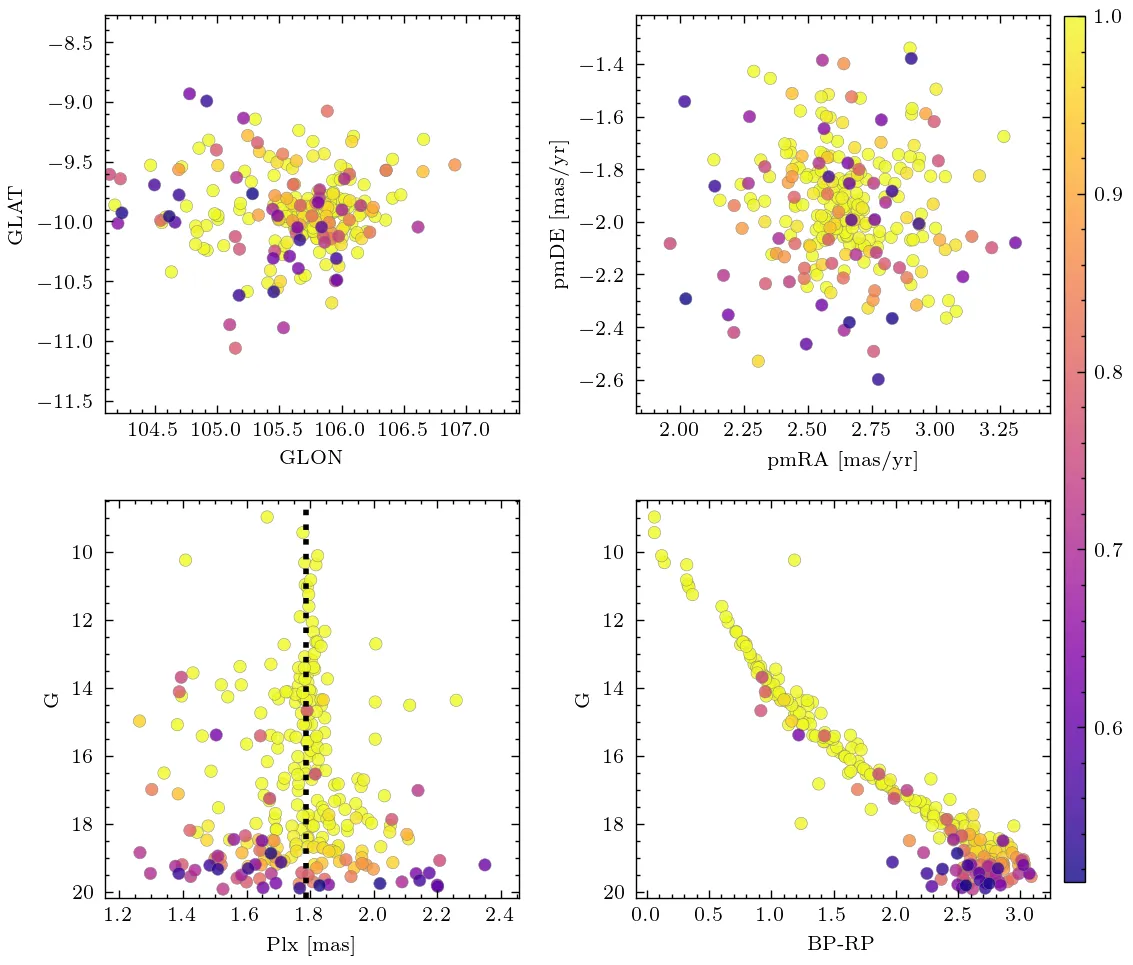 −8.5
−9.0
−9.5
−10.0
−10.5
−11.0
−11.5
GLAT
104.5 105.0 105.5 106.0 106.5 107.0
GLON
−1.4
−1.6
−1.8
−2.0
−2.2
−2.4
−2.6
pmDE [mas/yr]
2.00 2.25 2.50 2.75 3.00 3.25
pmRA [mas/yr]
1.0
0.9
0.8
0.7
0.6
10
12
14
16
18
20
G
1.2 1.4 1.6 1.8 2.0 2.2 2.4
Plx [mas]
10
12
14
16
18
20
G
0.0 0.5 1.0 1.5 2.0 2.5 3.0
BP-RP